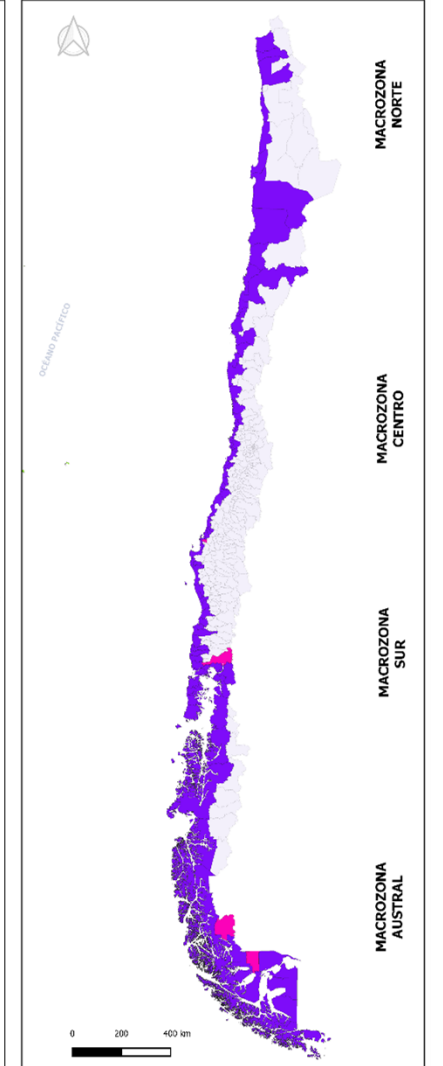 MACROZONA
NORTE
OCÉANO PACÍFICO
MACROZONA
CENTRO
MACROZONA
SUR
MACROZONA
AUSTRAL
0 200 400 km